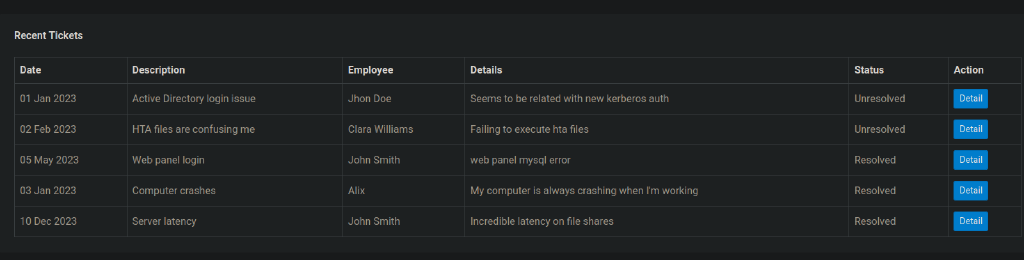 Recent Tickets
Date Description Employee Details Status Action
01 Jan 2023 Active Directory login issue Jhon Doe Seems to be related with new kerberos auth Unresolved Detail
02 Feb 2023 HTA files are confusing me Clara Williams Failing to execute hta files Unresolved Detail
05 May 2023 Web panel login John Smith web panel mysql error Resolved Detail
03 Jan 2023 Computer crashes Alix My computer is always crashing when I'm working Resolved Detail
10 Dec 2023 Server latency John Smith Incredible latency on file shares Resolved Detail